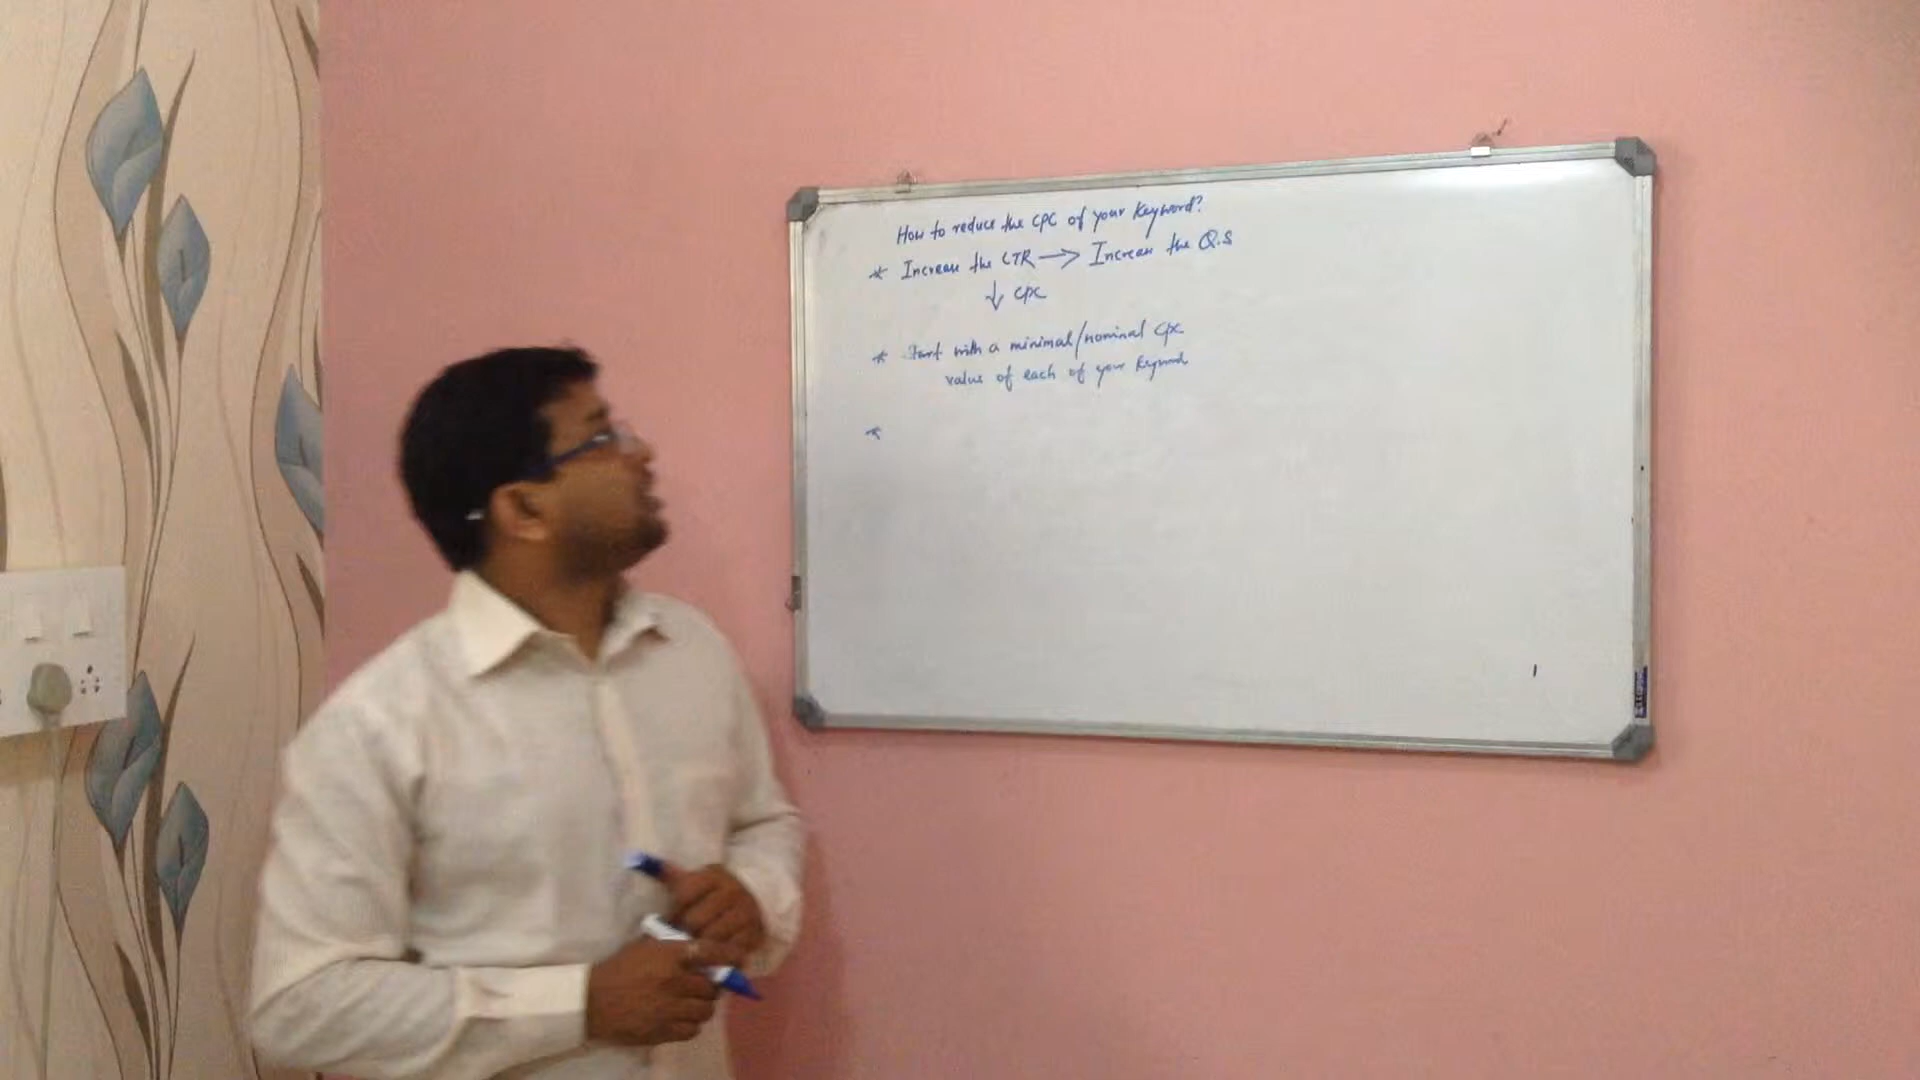 How to reduce the CPC of your keyword?
* Increase the CTR → Increase the Q.S
↓ CPC
* Start with a minimal/nominal CPC
value of each of your keyword
*